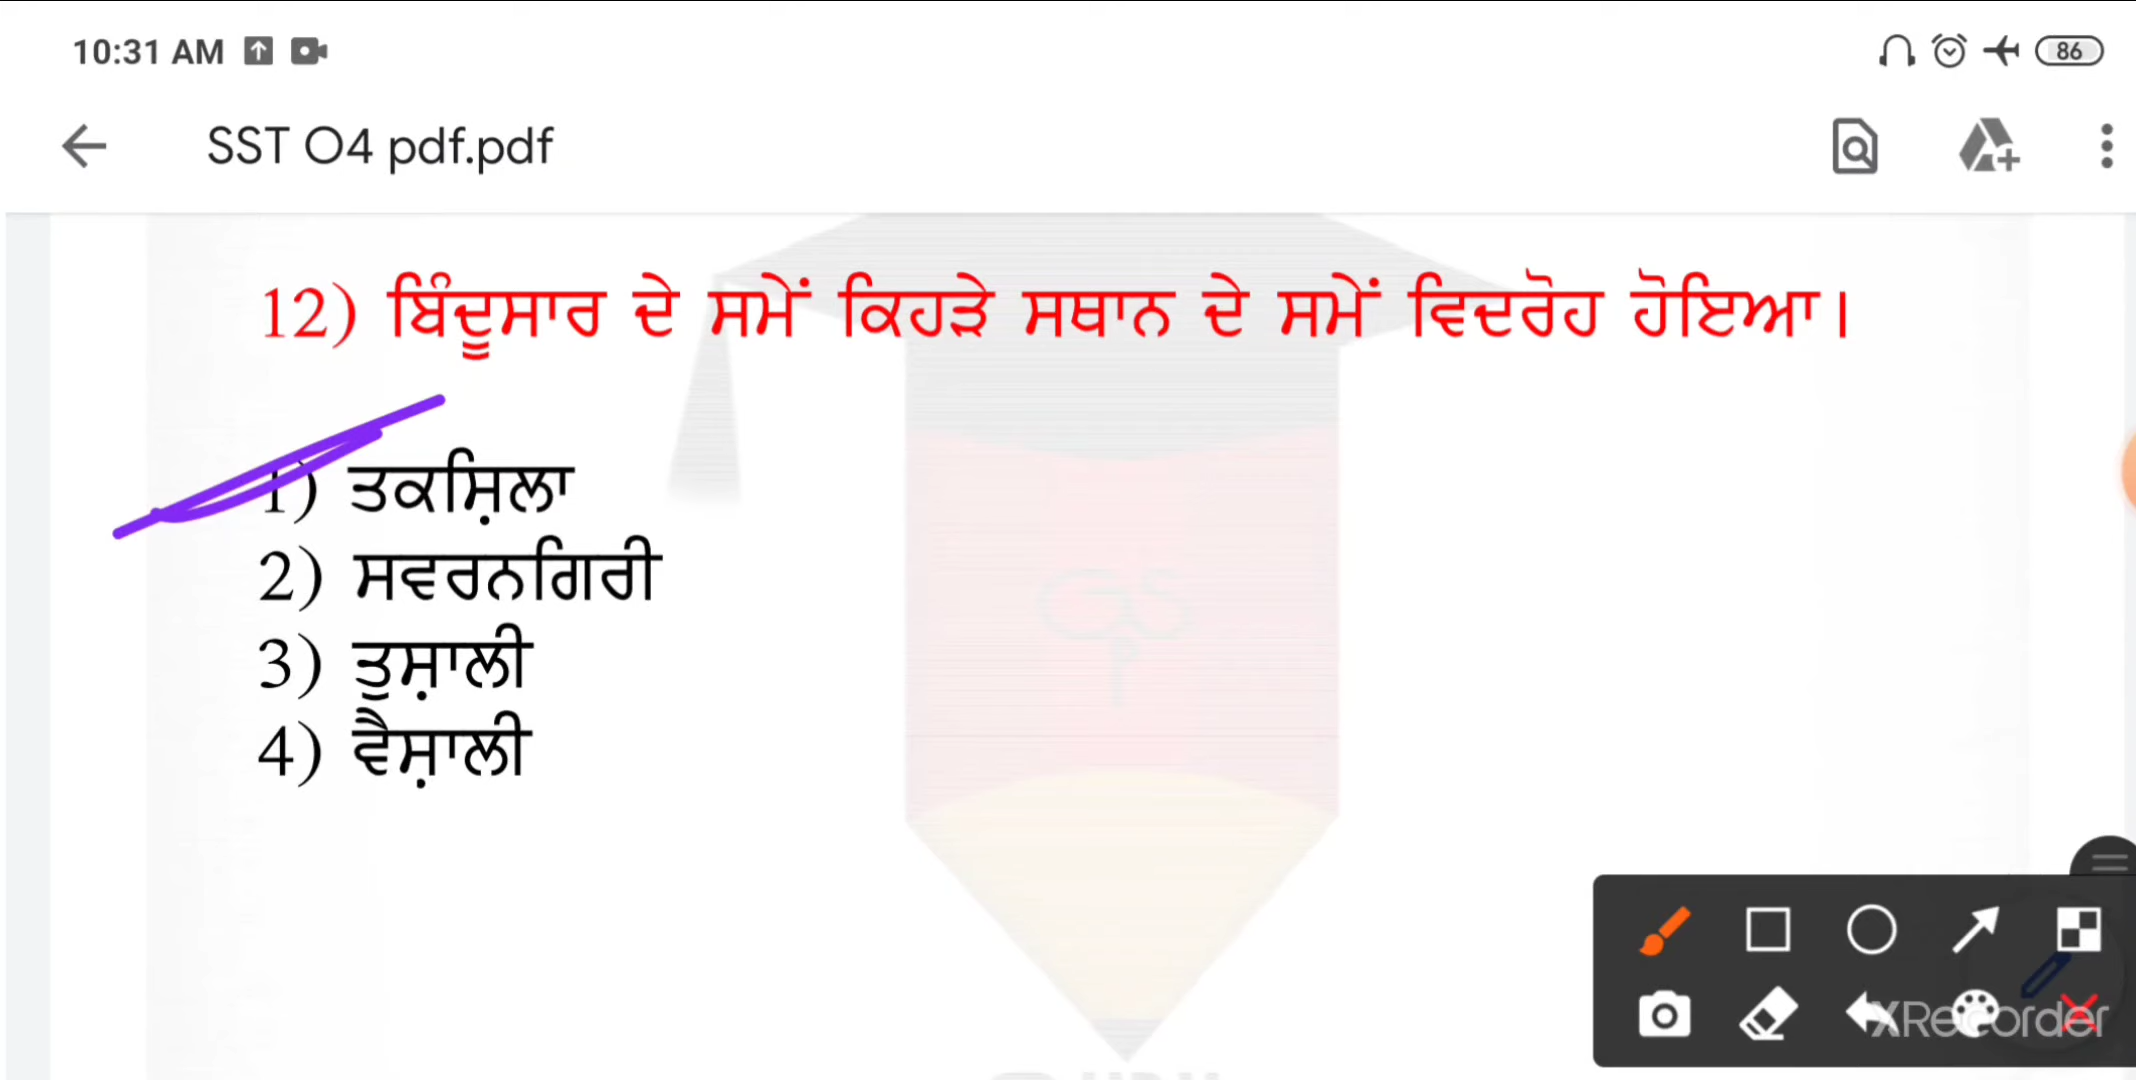 10:31 AM
86
SST O4 pdf.pdf
12) ਬਿੰਦੂਸਾਰ ਦੇ ਸਮੇਂ ਕਿਹੜੇ ਸਥਾਨ ਦੇ ਸਮੇਂ ਵਿਦਰੋਹ ਹੋਇਆ।
1) ਤਕਸ਼ਿਲਾ
2) ਸਵਰਨਗਿਰੀ
3) ਤੁਸ਼ਾਲੀ
4) ਵੈਸ਼ਾਲੀ
XRecorder